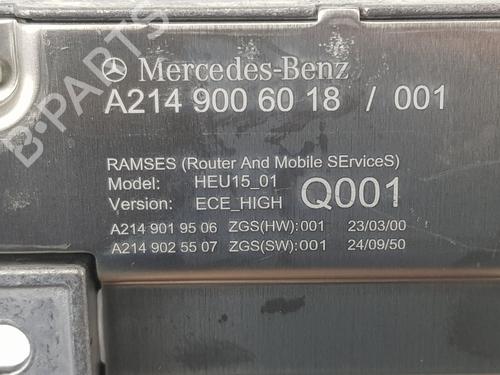 Mercedes-Benz
A214 900 60 18 / 001
RAMSES (Router And Mobile SErviceS)
Model: HEU15_01
Version: ECE_HIGH Q001
A214 901 95 06 ZGS(HW):001 23/03/00
A214 902 55 07 ZGS(SW):001 24/09/50
B-PARTS